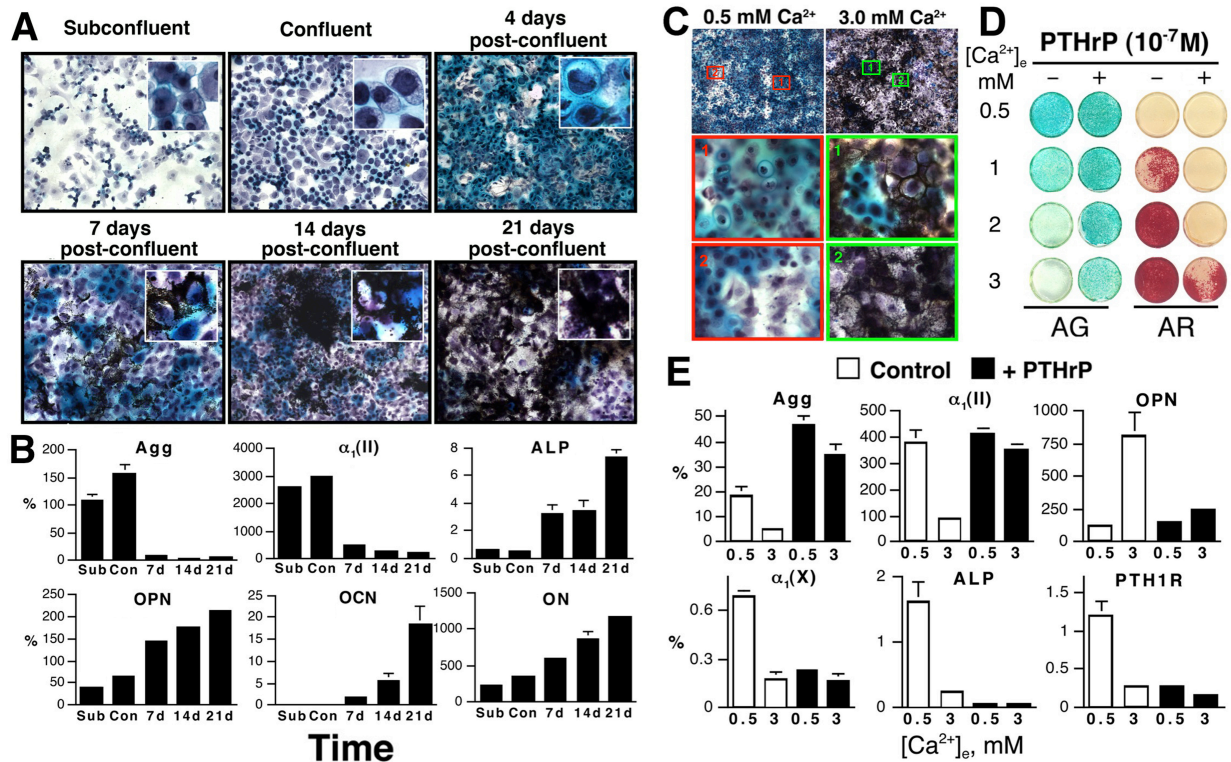 A
Subconfluent
Confluent
4 days
post-confluent
7 days
post-confluent
14 days
post-confluent
21 days
post-confluent
B
Agg
%
200
150
100
50
0
Sub Con 7d 14d 21d
α₁(II)
4000
3000
2000
1000
0
Sub Con 7d 14d 21d
ALP
8
6
4
2
0
Sub Con 7d 14d 21d
OPN
%
250
200
150
100
50
0
Sub Con 7d 14d 21d
OCN
25
20
15
10
5
0
Sub Con 7d 14d 21d
ON
1500
1000
500
0
Sub Con 7d 14d 21d
Time
C
0.5 mM Ca²⁺
3.0 mM Ca²⁺
2
1
1
2
1
1
2
2
D
PTHrP (10⁻⁷M)
[Ca²⁺]e
mM
– + – +
0.5
1
2
3
AG
AR
E
Control
+ PTHrP
Agg
%
50
40
30
20
10
0
0.5 3 0.5 3
α₁(II)
500
400
300
200
100
0
0.5 3 0.5 3
OPN
1000
750
500
250
0
0.5 3 0.5 3
α₁(X)
%
0.6
0.3
0
0.5 3 0.5 3
ALP
2
1
0
0.5 3 0.5 3
PTH1R
1.5
1
0.5
0
0.5 3 0.5 3
[Ca²⁺]e, mM